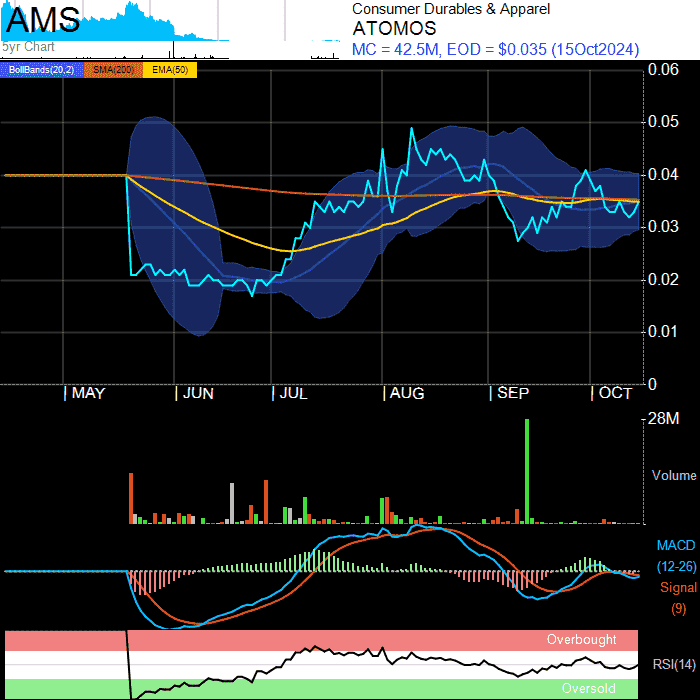 AMS
5yr Chart
Consumer Durables & Apparel
ATOMOS
MC = 42.5M, EOD = $0.035 (15Oct2024)
BollBands(20,2) SMA(200) EMA(50)
0.06
0.05
0.04
0.03
0.02
0.01
0
| MAY | JUN | JUL | AUG | SEP | OCT
28M
Volume
MACD
(12-26)
Signal
(9)
Overbought
RSI(14)
Oversold